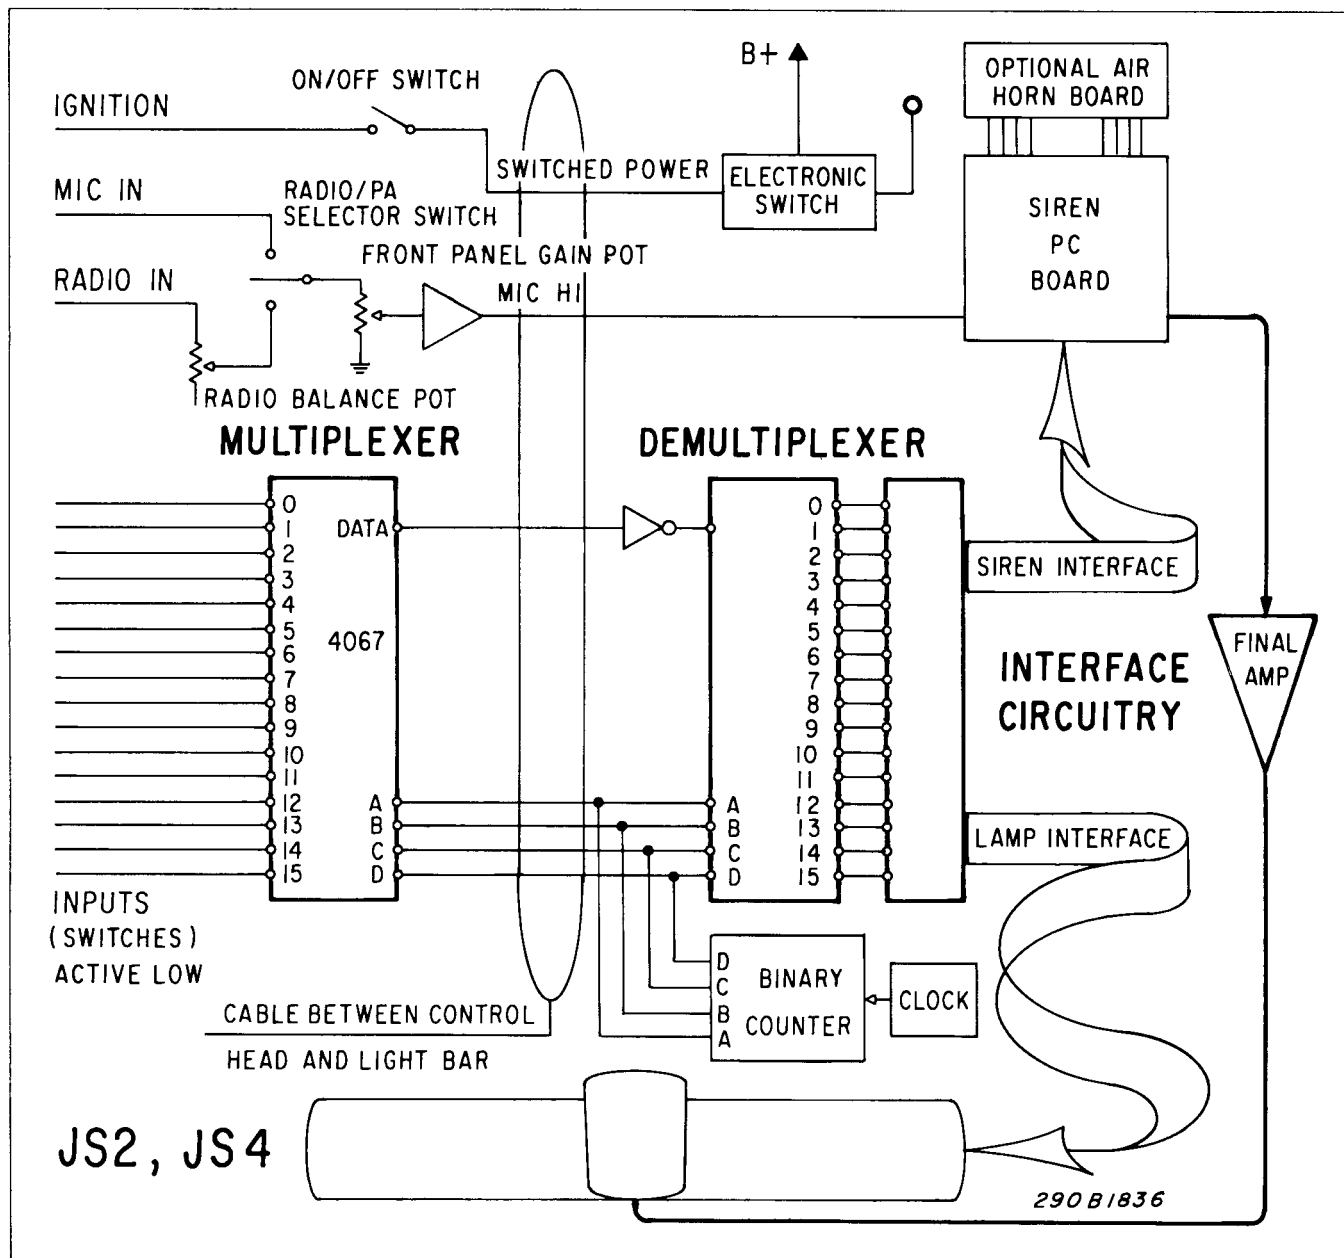 B+
OPTIONAL AIR
HORN BOARD
ON/OFF SWITCH
IGNITION
SWITCHED POWER
ELECTRONIC
SWITCH
MIC IN
RADIO/PA
SELECTOR SWITCH
SIREN
PC
BOARD
FRONT PANEL GAIN POT
RADIO IN
MIC HI
RADIO BALANCE POT
MULTIPLEXER
DEMULTIPLEXER
0
1
2
3
4
5
6
7
8
9
10
11
12
13
14
15
DATA
4067
A
B
C
D
A
B
C
D
0
1
2
3
4
5
6
7
8
9
10
11
12
13
14
15
SIREN INTERFACE
INTERFACE
CIRCUITRY
FINAL
AMP
LAMP INTERFACE
INPUTS
(SWITCHES)
ACTIVE LOW
D
C
B
A
BINARY
COUNTER
CLOCK
CABLE BETWEEN CONTROL
HEAD AND LIGHT BAR
JS2, JS4
290B1836